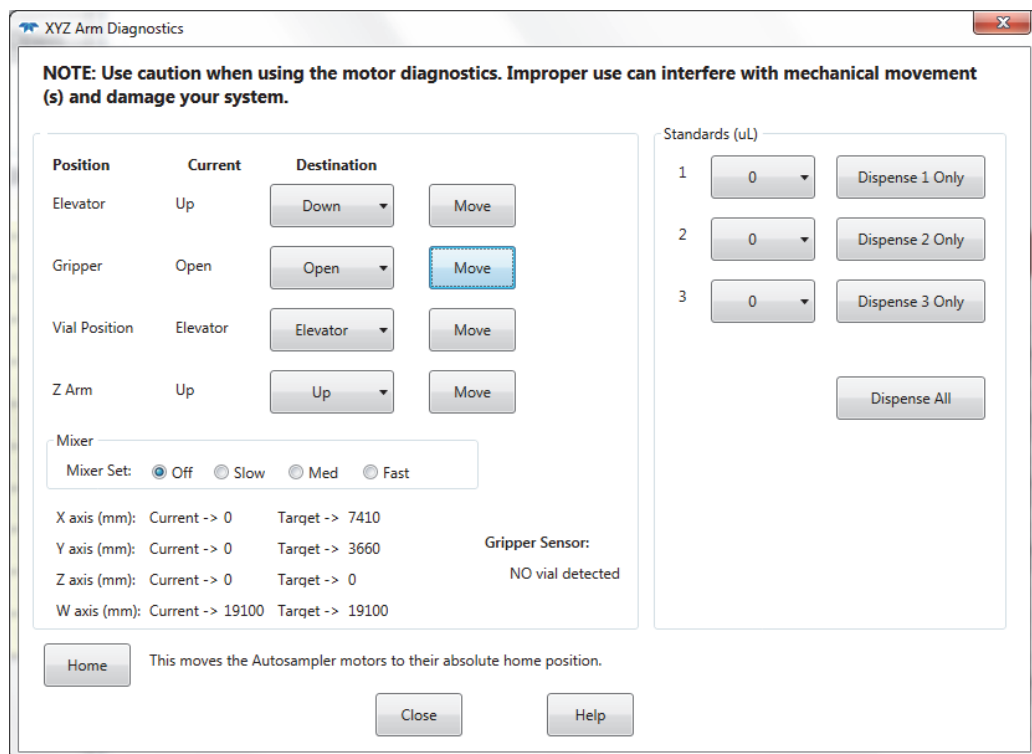 XYZ Arm Diagnostics
NOTE: Use caution when using the motor diagnostics. Improper use can interfere with mechanical movement
(s) and damage your system.
Position Current Destination
Elevator Up Down Move
Gripper Open Open Move
Vial Position Elevator Elevator Move
Z Arm Up Up Move
Mixer
Mixer Set: Off Slow Med Fast
X axis (mm): Current -> 0 Target -> 7410
Y axis (mm): Current -> 0 Target -> 3660
Z axis (mm): Current -> 0 Target -> 0
W axis (mm): Current -> 19100 Target -> 19100
Gripper Sensor:
NO vial detected
Standards (uL)
1 0 Dispense 1 Only
2 0 Dispense 2 Only
3 0 Dispense 3 Only
Dispense All
Home This moves the Autosampler motors to their absolute home position.
Close Help